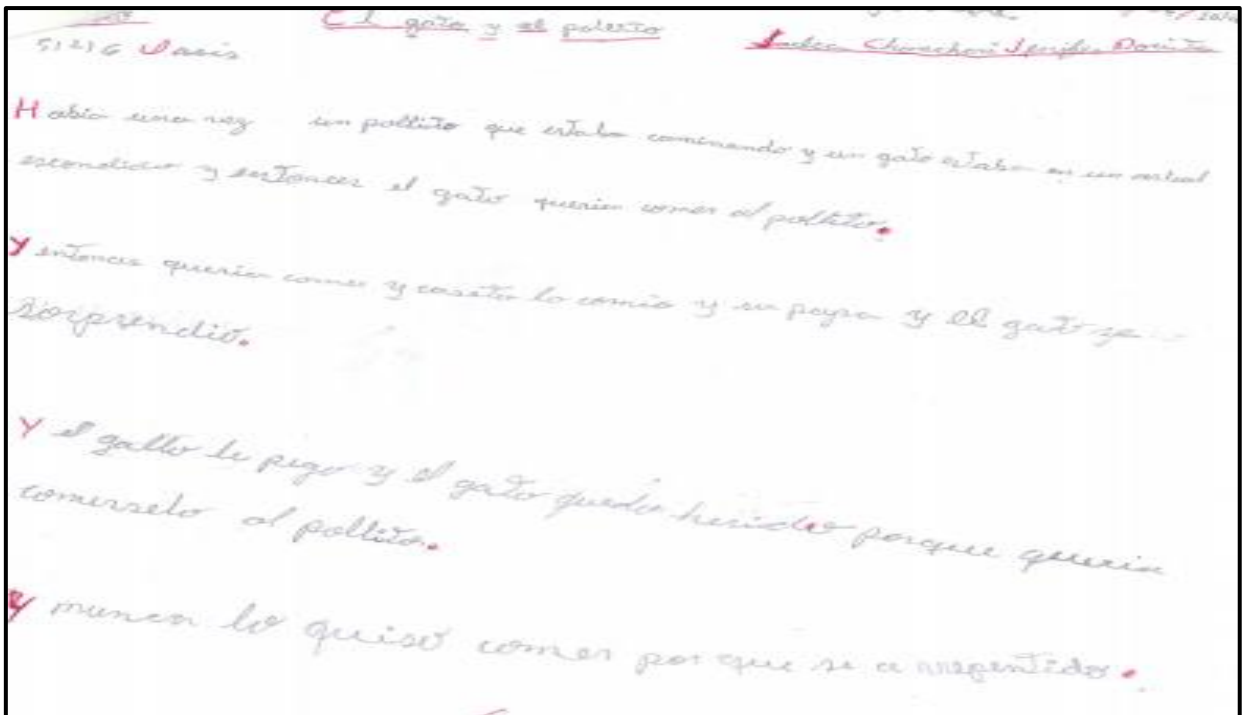 El gato y el polerto
51216
Habia una vez un pollito que estaba caminando y un gato estaba en un
escondido y entonces el gato queria comer al pollito.
Y entonces queria comer y casito lo comio y su papa y el gato se
sorprendio.
Y el gallo le pego y el gato quedo herido porque queria
comerselo al pollito.
Y nunca lo quiso comer porque se a arrepentido.